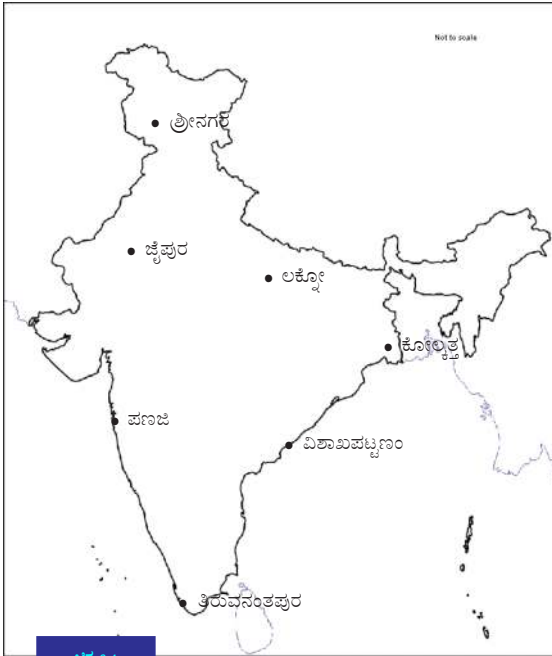 Not to scale
ಶ್ರೀನಗರ
ಜೈಪುರ
ಲಕ್ನೋ
ಕೋಲ್ಕತ್ತ
ಪಣಜಿ
ವಿಶಾಖಪಟ್ಟಣಂ
ತಿರುವನಂತಪುರ